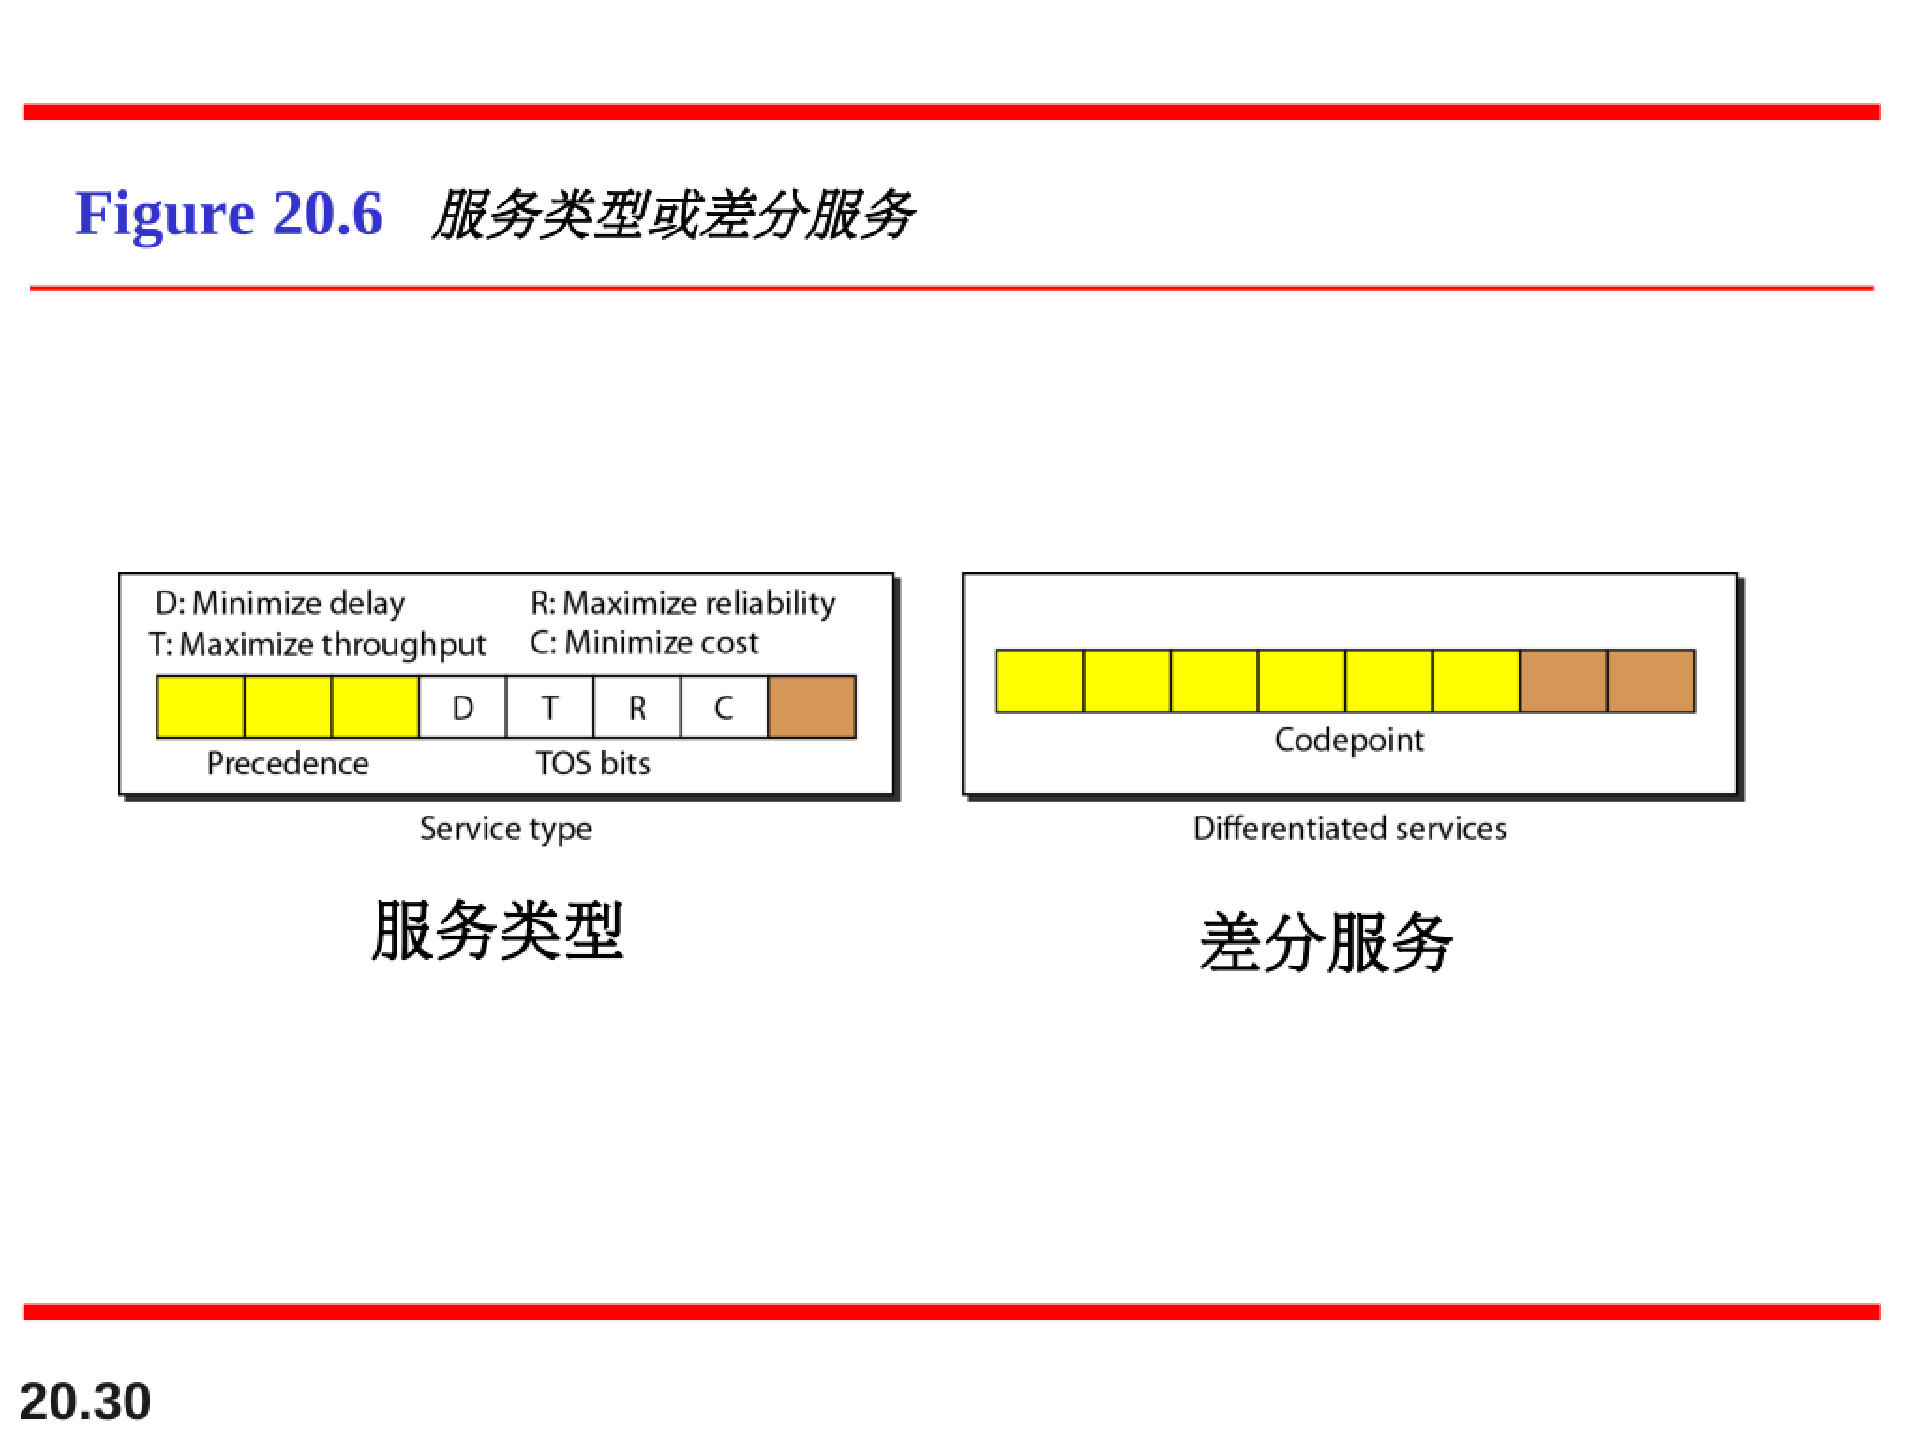 Figure 20.6 服务类型或差分服务
D: Minimize delay R: Maximize reliability
T: Maximize throughput C: Minimize cost
D T R C
Precedence TOS bits
Service type
服务类型
Codepoint
Differentiated services
差分服务
20.30